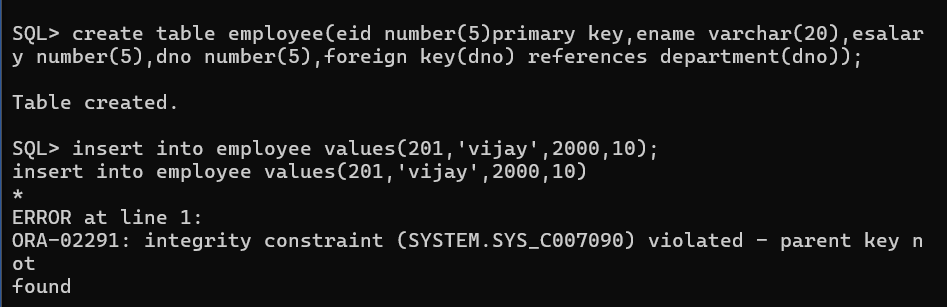 SQL> create table employee(eid number(5)primary key,ename varchar(20),esalar
y number(5),dno number(5),foreign key(dno) references department(dno));
Table created.
SQL> insert into employee values(201,'vijay',2000,10);
insert into employee values(201,'vijay',2000,10)
*
ERROR at line 1:
ORA-02291: integrity constraint (SYSTEM.SYS_C007090) violated - parent key n
ot
found